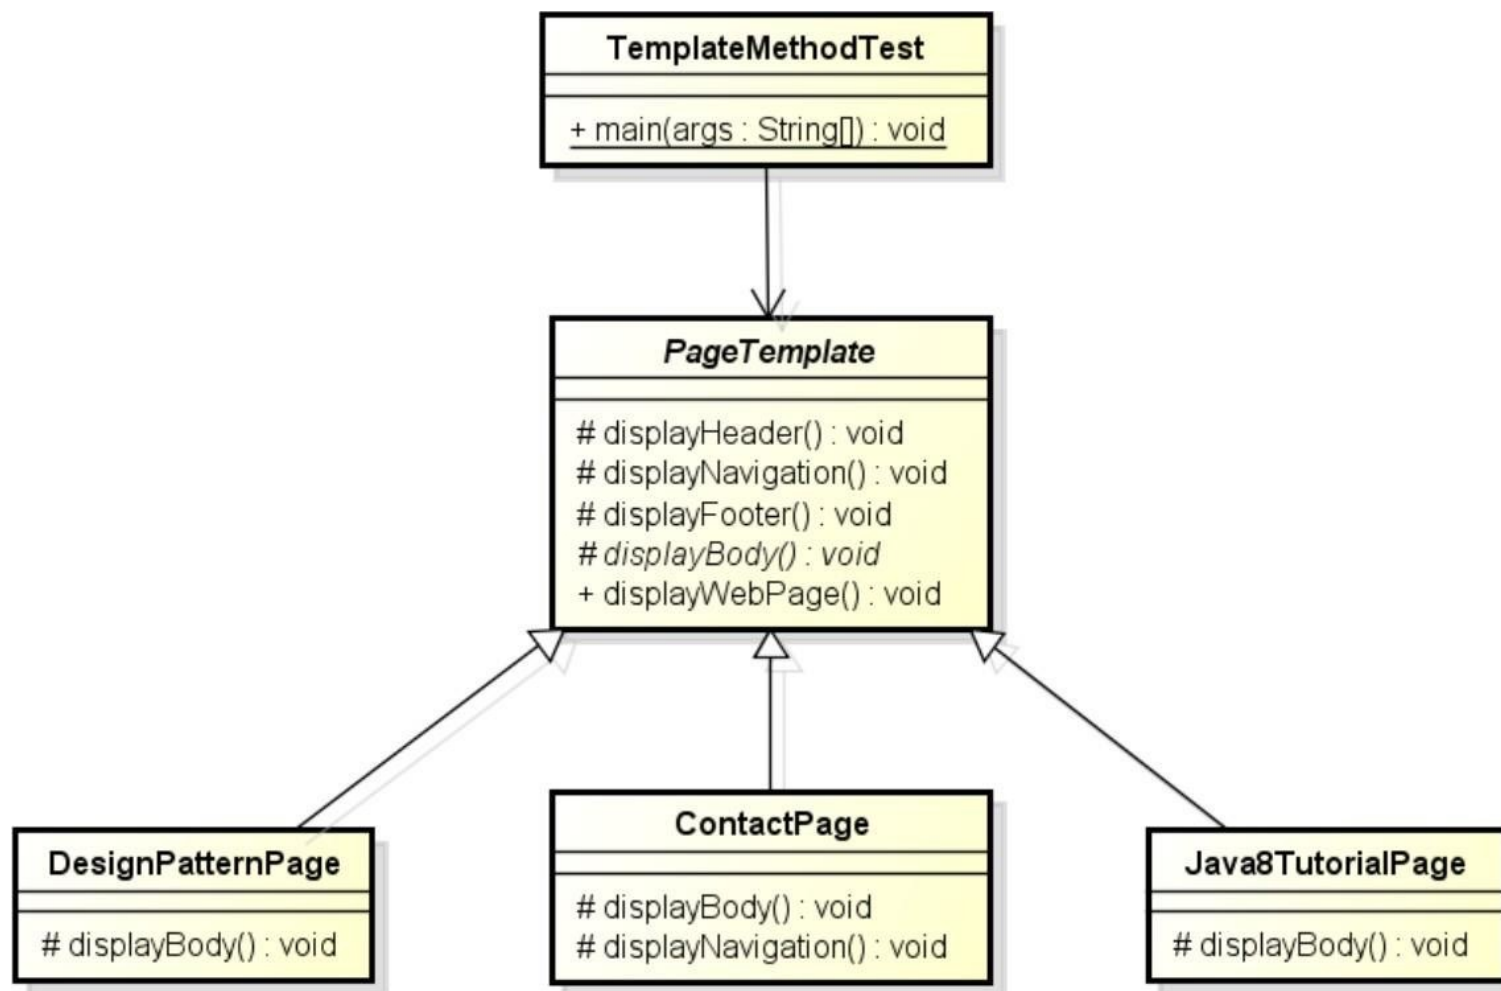 TemplateMethodTest
+ main(args : String[]) : void
PageTemplate
# displayHeader() : void
# displayNavigation() : void
# displayFooter() : void
# displayBody() : void
+ displayWebPage() : void
DesignPatternPage
# displayBody() : void
ContactPage
# displayBody() : void
# displayNavigation() : void
Java8TutorialPage
# displayBody() : void